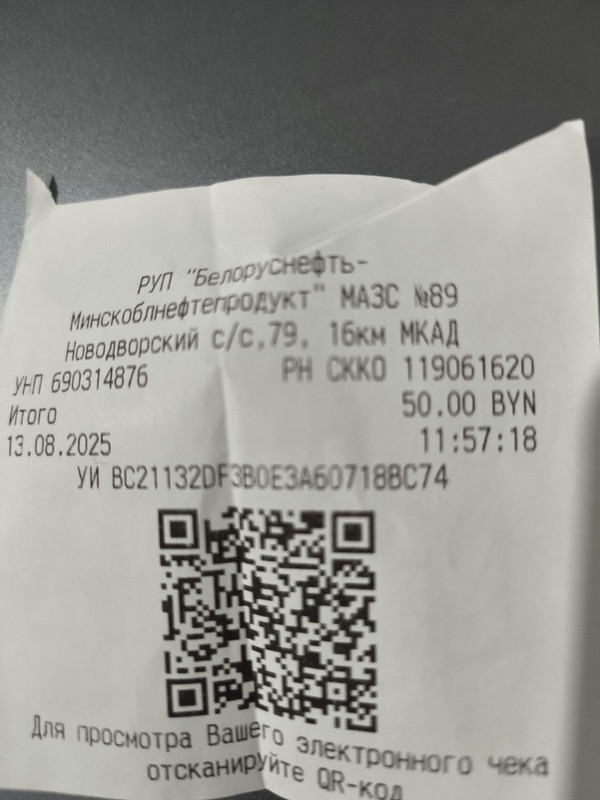 РУП "Белоруснефть-
Минскоблнефтепродукт" МАЗС №89
Новодворский с/с,79, 16км МКАД
УНП 690314876 РН СККО 119061620
Итого 50.00 BYN
13.08.2025 11:57:18
УИ BC21132DF3B0E3A60718BC74
Для просмотра Вашего электронного чека
отсканируйте QR-код